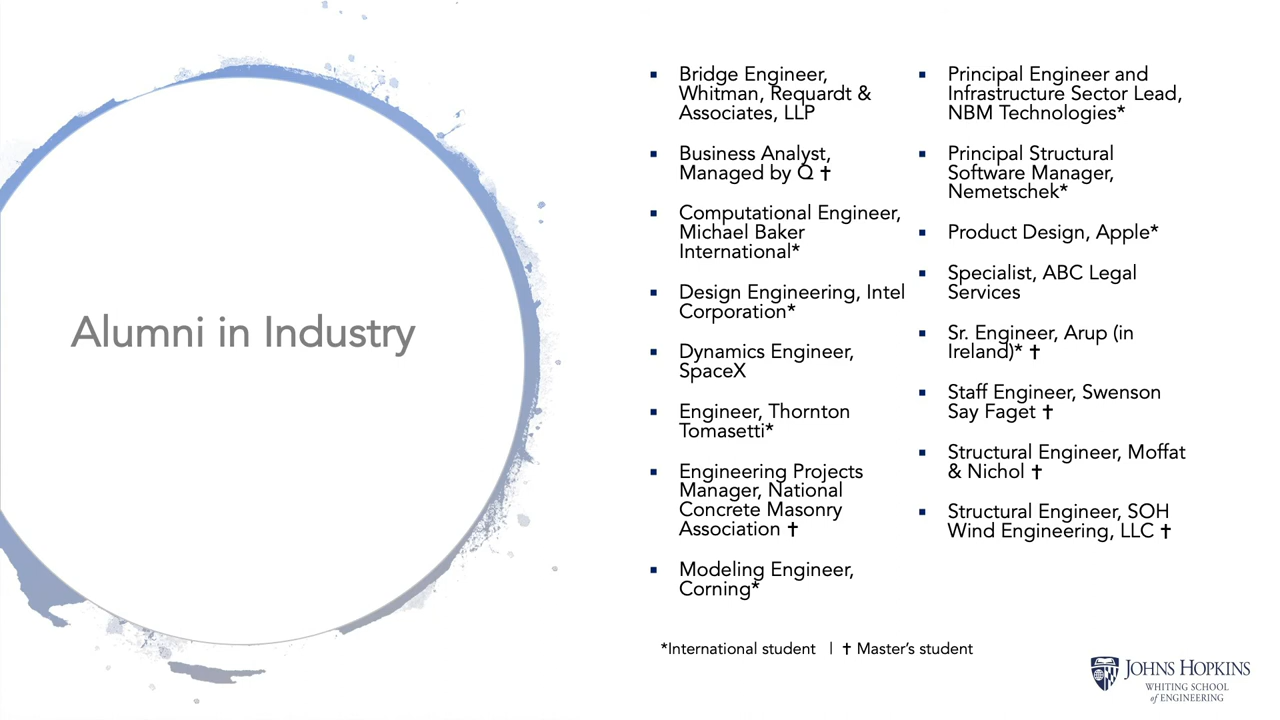 Alumni in Industry
▪ Bridge Engineer,
Whitman, Requardt &
Associates, LLP
▪ Business Analyst,
Managed by Q ✝
▪ Computational Engineer,
Michael Baker
International*
▪ Design Engineering, Intel
Corporation*
▪ Dynamics Engineer,
SpaceX
▪ Engineer, Thornton
Tomasetti*
▪ Engineering Projects
Manager, National
Concrete Masonry
Association ✝
▪ Modeling Engineer,
Corning*
▪ Principal Engineer and
Infrastructure Sector Lead,
NBM Technologies*
▪ Principal Structural
Software Manager,
Nemetschek*
▪ Product Design, Apple*
▪ Specialist, ABC Legal
Services
▪ Sr. Engineer, Arup (in
Ireland)* ✝
▪ Staff Engineer, Swenson
Say Faget ✝
▪ Structural Engineer, Moffat
& Nichol ✝
▪ Structural Engineer, SOH
Wind Engineering, LLC ✝
*International student | ✝ Master's student
JOHNS HOPKINS
WHITING SCHOOL
of ENGINEERING